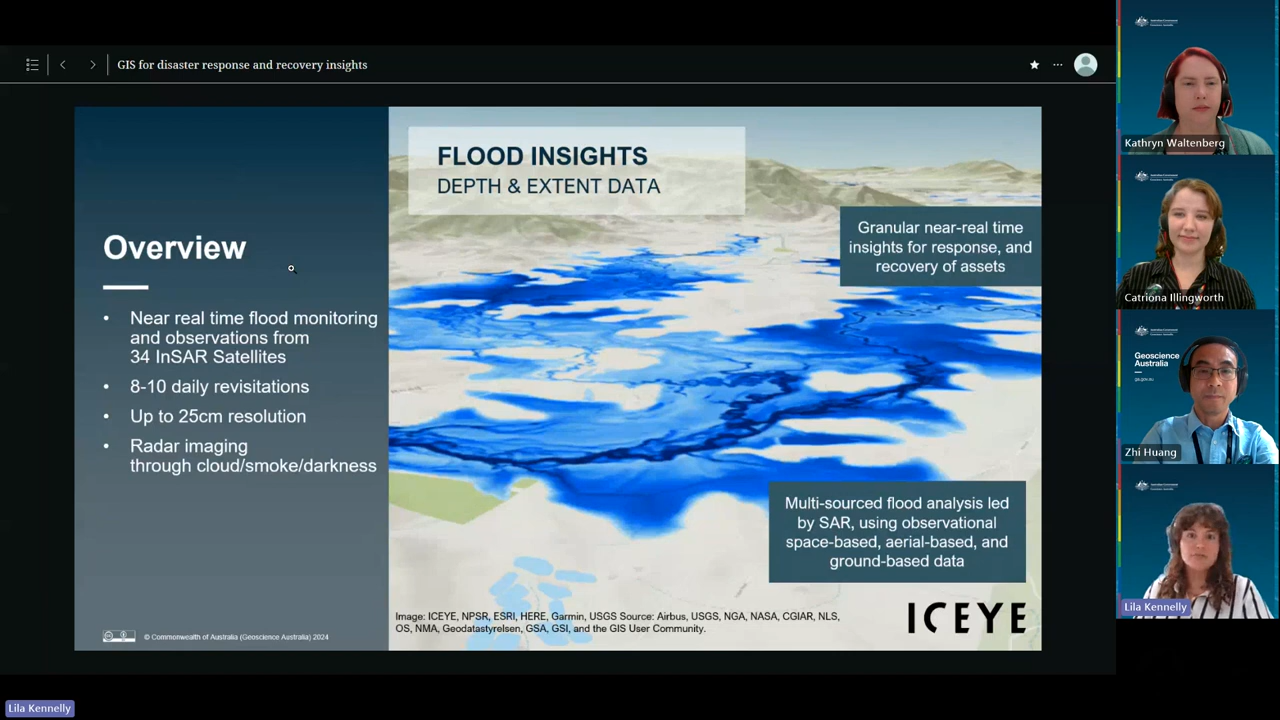 GIS for disaster response and recovery insights
Overview
• Near real time flood monitoring
and observations from
34 InSAR Satellites
• 8-10 daily revisitations
• Up to 25cm resolution
• Radar imaging
through cloud/smoke/darkness
© Commonwealth of Australia (Geoscience Australia) 2024
FLOOD INSIGHTS
DEPTH & EXTENT DATA
Granular near-real time
insights for response, and
recovery of assets
Multi-sourced flood analysis led
by SAR, using observational
space-based, aerial-based, and
ground-based data
Image: ICEYE, NPSR, ESRI, HERE, Garmin, USGS Source: Airbus, USGS, NGA, NASA, CGIAR, NLS,
OS, NMA, Geodatastyrelsen, GSA, GSI, and the GIS User Community.
ICEYE
Kathryn Waltenberg
Catriona Illingworth
Geoscience
Australia
ga.gov.au
Zhi Huang
Lila Kennelly
Lila Kennelly